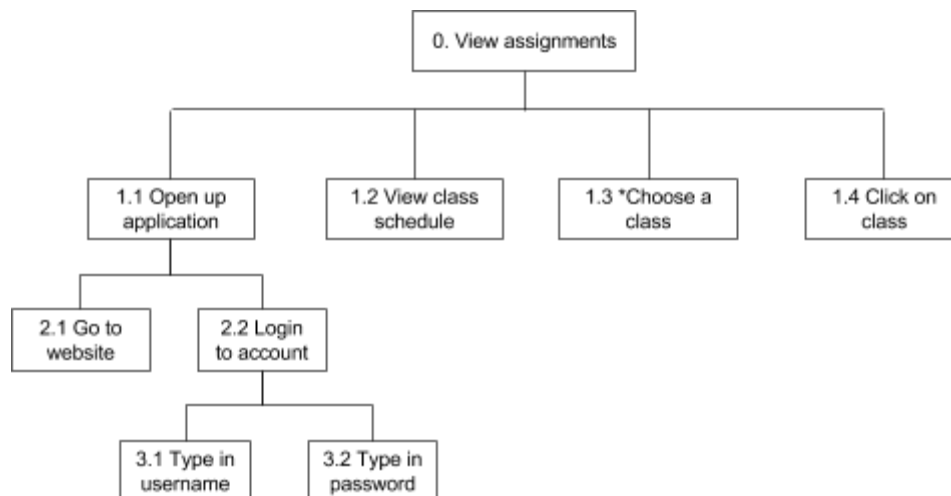 0. View assignments
1.1 Open up
application
1.2 View class
schedule
1.3 *Choose a
class
1.4 Click on
class
2.1 Go to
website
2.2 Login
to account
3.1 Type in
username
3.2 Type in
password